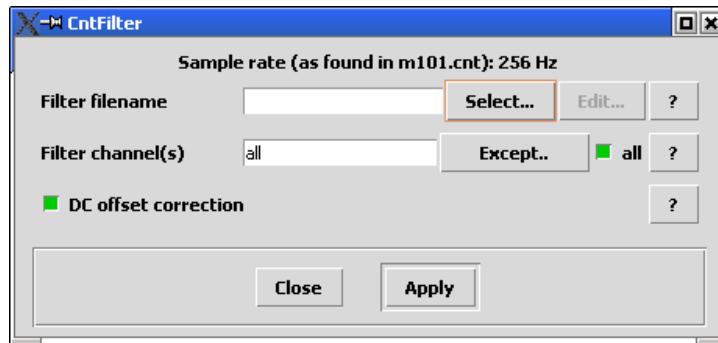 CntFilter
Sample rate (as found in m101.cnt): 256 Hz
Filter filename Select... Edit... ?
Filter channel(s) all Except.. all ?
DC offset correction ?
Close Apply